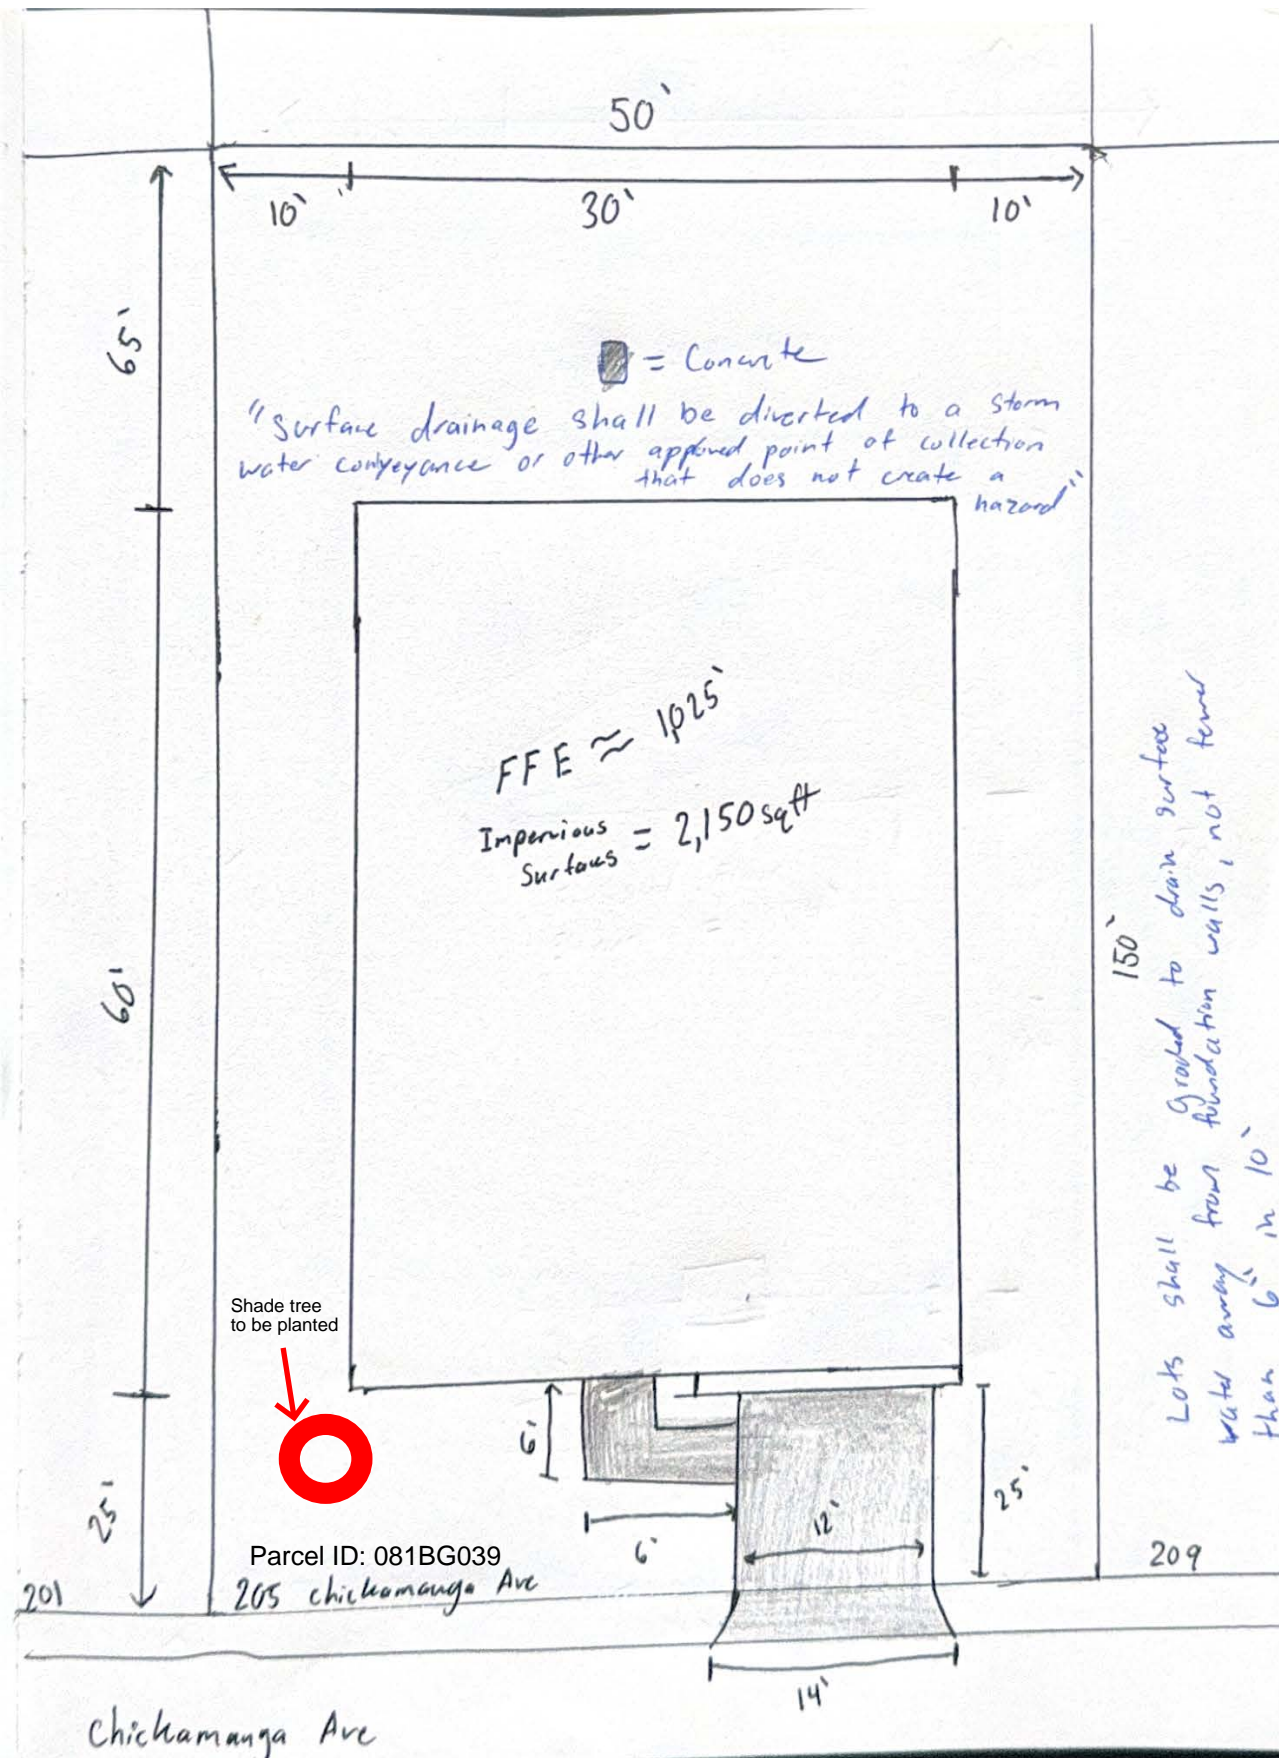 50'
10'
30'
10'
65'
= Concrete
"Surface drainage shall be diverted to a storm
water conveyance or other approved point of collection
that does not create a
hazard"
FFE ≈ 1,025'
Impervious
Surfaces = 2,150 sqft
60'
150'
Lots shall be graded to drain surface
water away from foundation walls, not fewer
than 6" in 10'
Shade tree
to be planted
6'
6'
12'
25'
25'
Parcel ID: 081BG039
201
205 Chickamauga Ave
209
14'
Chickamauga Ave